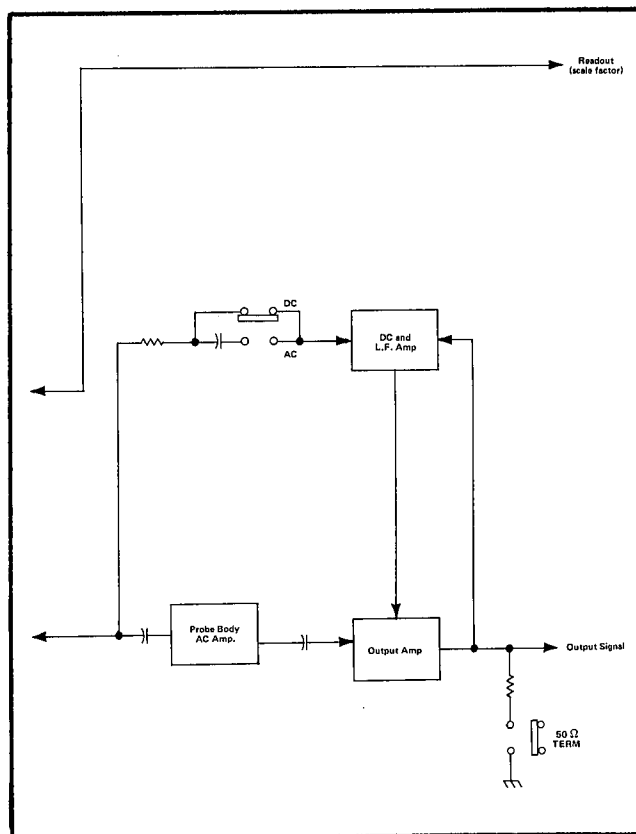 Readout
(scale factor)
DC
AC
DC and
L.F. Amp
Probe Body
AC Amp.
Output Amp
Output Signal
50 Ω
TERM